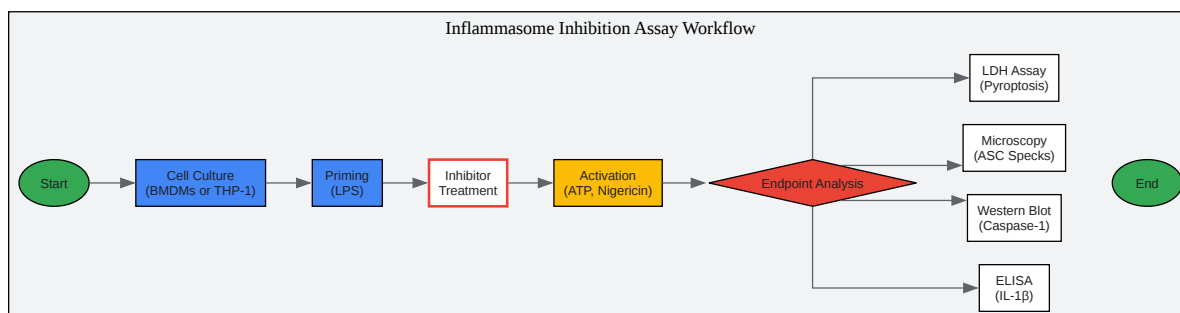 Inflammasome Inhibition Assay Workflow
Start
Cell Culture
(BMDMs or THP-1)
Priming
(LPS)
Inhibitor
Treatment
Activation
(ATP, Nigericin)
Endpoint Analysis
LDH Assay
(Pyroptosis)
Microscopy
(ASC Specks)
Western Blot
(Caspase-1)
ELISA
(IL-1β)
End